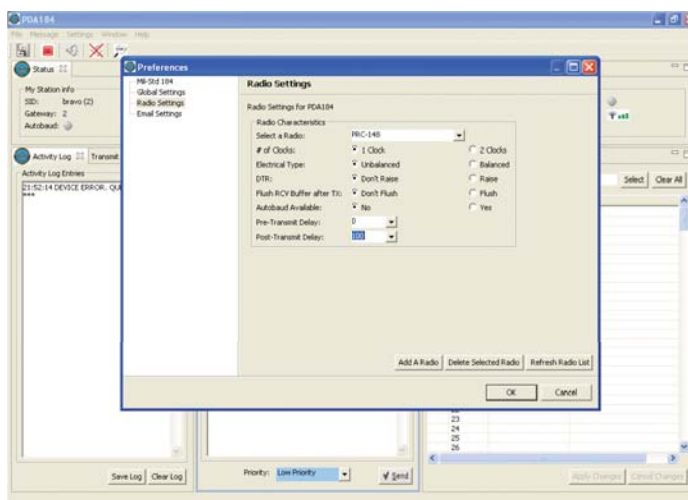 PDA184
File Message Settings Window Help
Status
My Station Info
SID: bravo (2)
Gateway: 2
Autobaud:
Activity Log Transmit
Activity Log Entries
21:52:14 DEVICE ERROR, QUI
***
Save Log Clear Log
Preferences
Mil-Std 184
Global Settings
Radio Settings
Email Settings
Radio Settings
Radio Settings for PDA184
Radio Characteristics
Select a Radio: PRC-148
# of Clocks: 1 Clock 2 Clocks
Electrical Type: Unbalanced Balanced
DTR: Don't Raise Raise
Flush RCV Buffer after TX: Don't Flush Flush
Autobaud Available: No Yes
Pre-Transmit Delay: 0
Post-Transmit Delay: 100
Add A Radio Delete Selected Radio Refresh Radio List
OK Cancel
Select Clear All
23
24
25
26
Priority: Low Priority Send
Apply Changes Cancel Changes